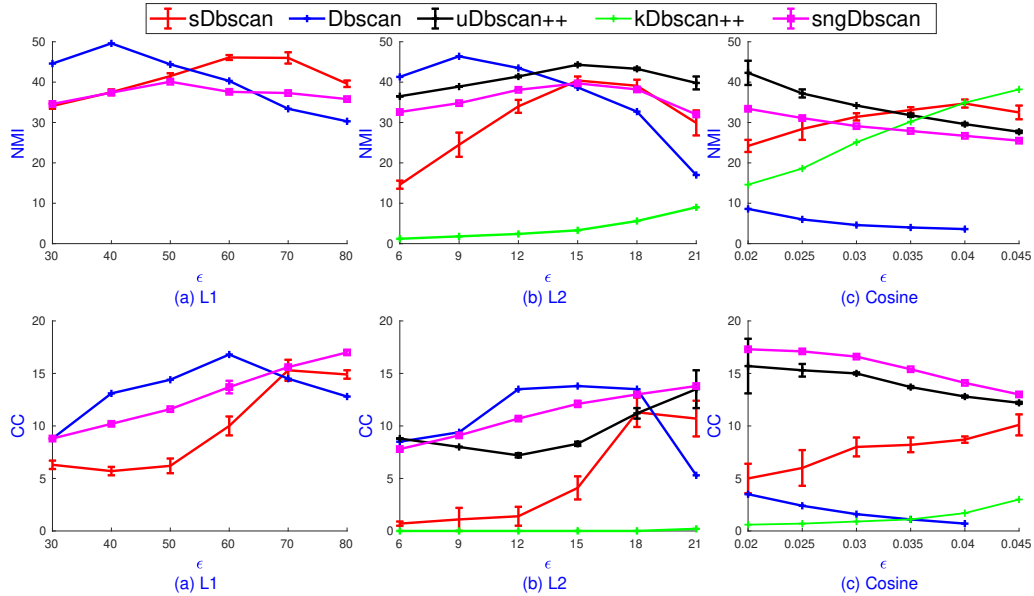 sDbscan Dbscan uDbscan++ kDbscan++ sngDbscan
50
40
30
20
10
0
NMI
30 40 50 60 70 80
ϵ
(a) L1
50
40
30
20
10
0
NMI
6 9 12 15 18 21
ϵ
(b) L2
50
40
30
20
10
0
NMI
0.02 0.025 0.03 0.035 0.04 0.045
ϵ
(c) Cosine
20
15
10
5
0
CC
30 40 50 60 70 80
ϵ
(a) L1
20
15
10
5
0
CC
6 9 12 15 18 21
ϵ
(b) L2
20
15
10
5
0
CC
0.02 0.025 0.03 0.035 0.04 0.045
ϵ
(c) Cosine